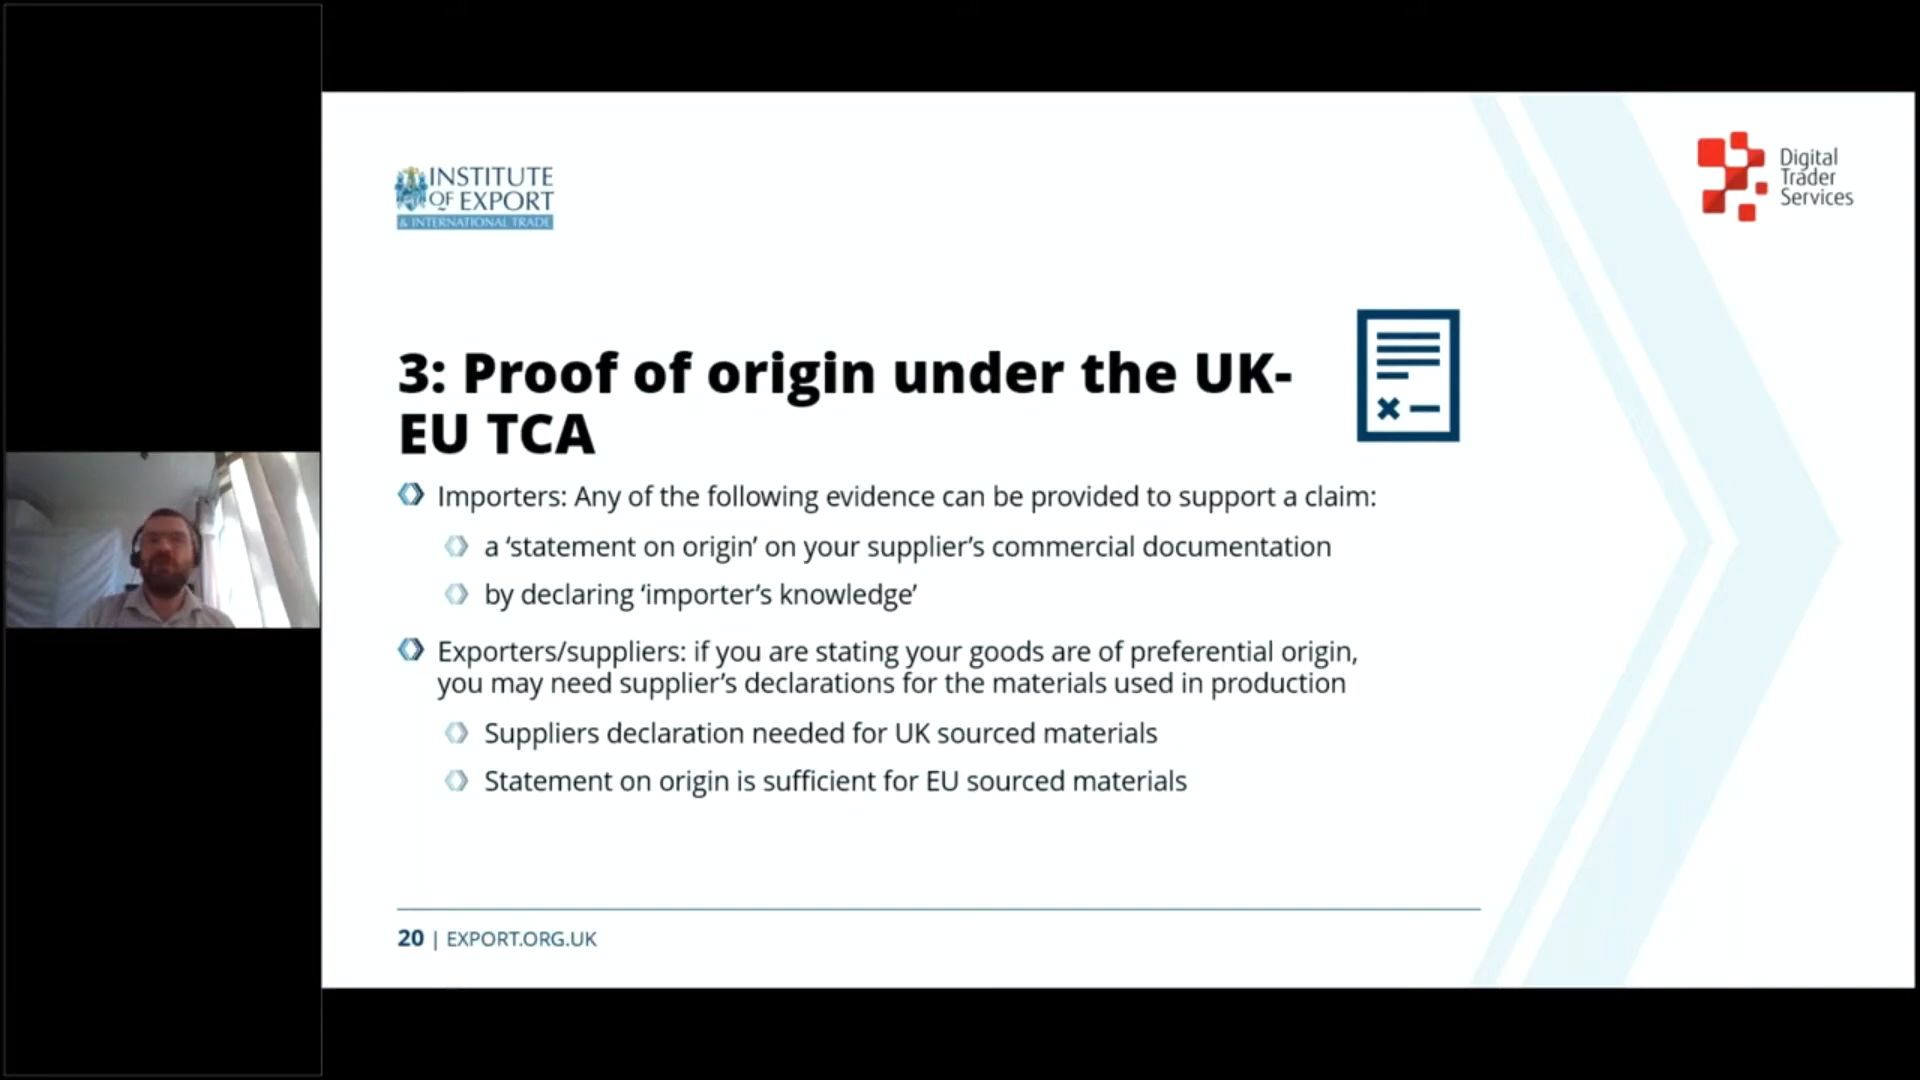 INSTITUTE
OF EXPORT
& INTERNATIONAL TRADE
Digital
Trader
Services
3: Proof of origin under the UK-
EU TCA
Importers: Any of the following evidence can be provided to support a claim:
a ‘statement on origin’ on your supplier’s commercial documentation
by declaring ‘importer’s knowledge’
Exporters/suppliers: if you are stating your goods are of preferential origin,
you may need supplier’s declarations for the materials used in production
Suppliers declaration needed for UK sourced materials
Statement on origin is sufficient for EU sourced materials
20 | EXPORT.ORG.UK